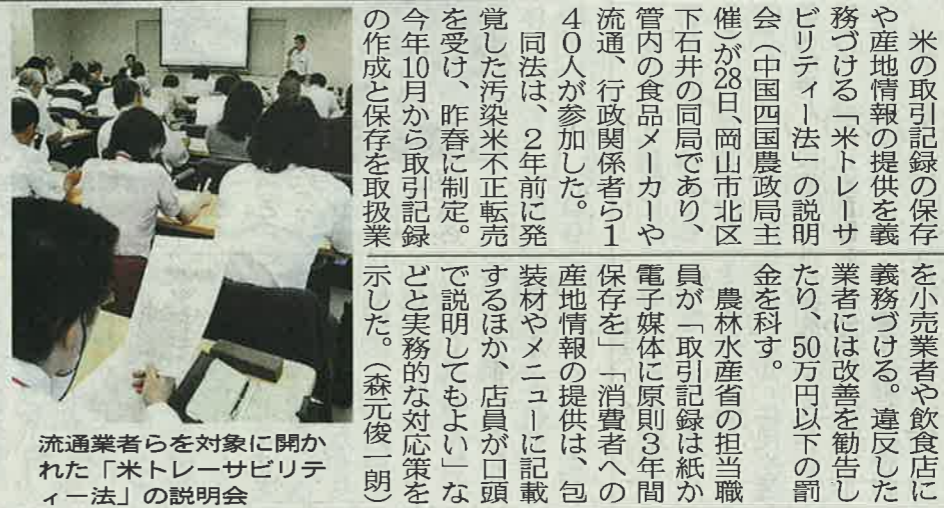 米の取引記録の保存
や産地情報の提供を義
務づける「米トレーサ
ビリティー法」の説明
会（中国四国農政局主
催）が28日、岡山市北区
下石井の同局であり、
管内の食品メーカーや
流通、行政関係者ら1
40人が参加した。
同法は、2年前に発
覚した汚染米不正転売
を受け、昨春に制定。
今年10月から取引記録
の作成と保存を取扱業
を小売業者や飲食店に
義務づける。違反した
業者には改善を勧告し
たり、50万円以下の罰
金を科す。
農林水産省の担当職
員が「取引記録は紙か
電子媒体に原則3年間
保存を」「消費者への
産地情報の提供は、包
装材やメニューに記載
するほか、店員が口頭
で説明してもよい」な
どと実務的な対応策を
示した。（森元俊一朗）
流通業者らを対象に開か
れた「米トレーサビリテ
ィー法」の説明会